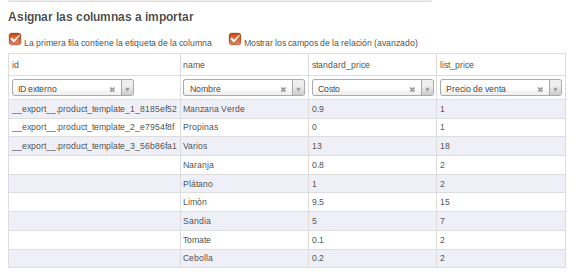 Asignar las columnas a importar
La primera fila contiene la etiqueta de la columna Mostrar los campos de la relación (avanzado)
id name standard_price list_price
ID externo Nombre Costo Precio de venta
__export__.product_template_1_8185ef52 Manzana Verde 0.9 1
__export__.product_template_2_e7954f8f Propinas 0 1
__export__.product_template_3_56b86fa1 Varios 13 18
Naranja 0.8 2
Plátano 1 2
Limòn 9.5 15
Sandia 5 7
Tomate 0.1 2
Cebolla 0.2 2